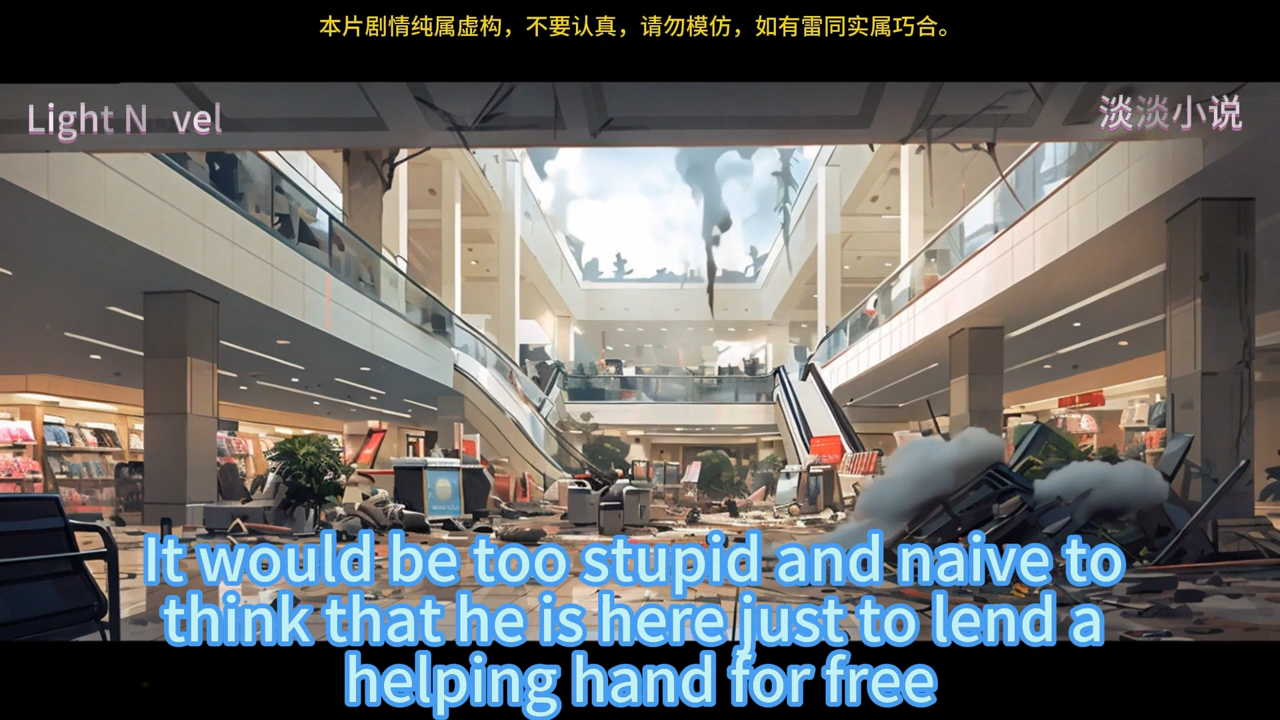 本片剧情纯属虚构，不要认真，请勿模仿，如有雷同实属巧合。
Light N vel
淡淡小说
It would be too stupid and naive to
think that he is here just to lend a
helping hand for free